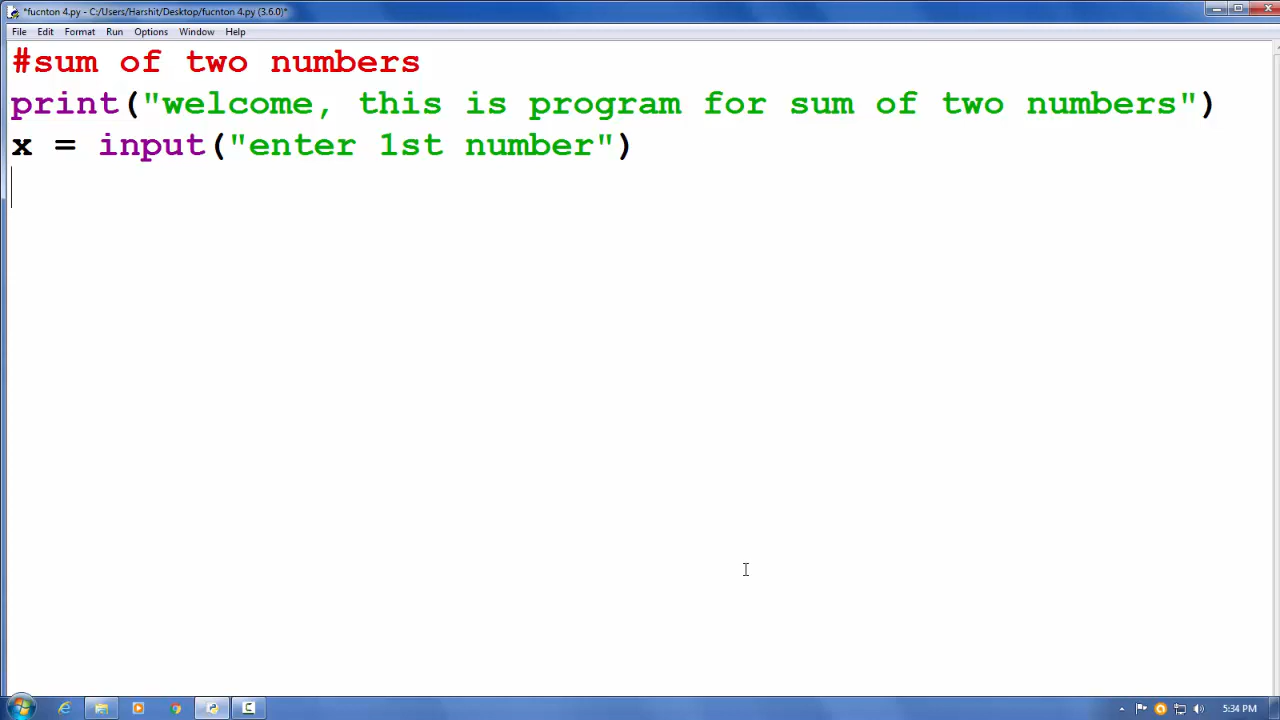 *fucnton 4.py - C:/Users/Harshit/Desktop/fucnton 4.py (3.6.0)*
File Edit Format Run Options Window Help
#sum of two numbers
print("welcome, this is program for sum of two numbers")
x = input("enter 1st number")
5:34 PM